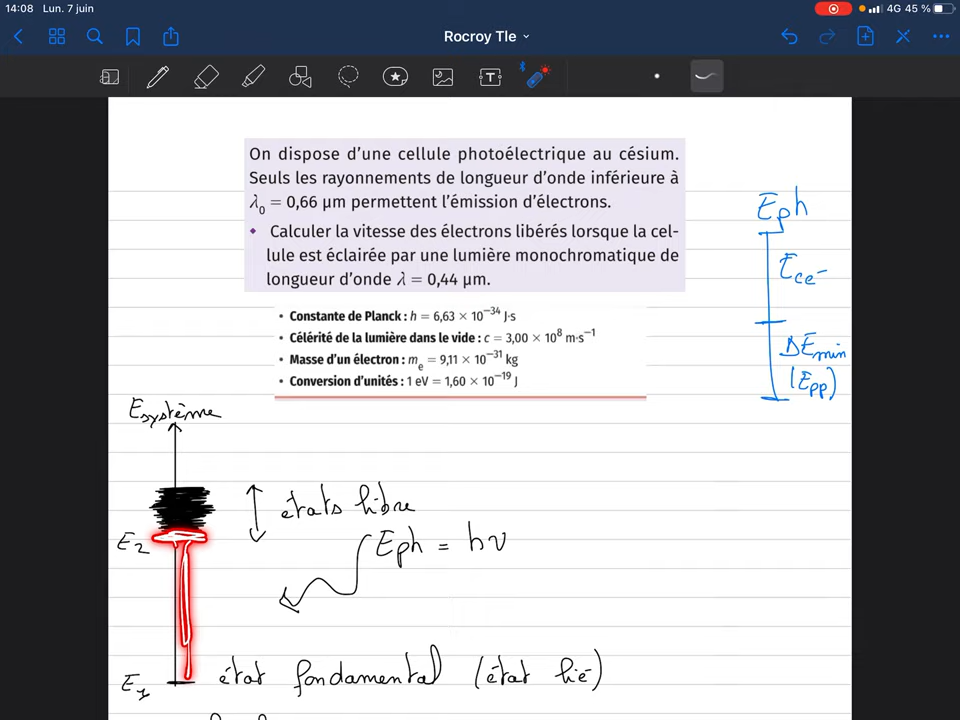 14:08 Lun. 7 juin
4G 45 %
Rocroy Tle
T
On dispose d'une cellule photoélectrique au césium.
Seuls les rayonnements de longueur d'onde inférieure à
λ₀ = 0,66 µm permettent l'émission d'électrons.
Calculer la vitesse des électrons libérés lorsque la cel-
lule est éclairée par une lumière monochromatique de
longueur d'onde λ = 0,44 µm.
• Constante de Planck : h = 6,63 × 10⁻³⁴ J·s
• Célérité de la lumière dans le vide : c = 3,00 × 10⁸ m·s⁻¹
• Masse d'un électron : mₑ = 9,11 × 10⁻³¹ kg
• Conversion d'unités : 1 eV = 1,60 × 10⁻¹⁹ J
Eph
Ece-
ΔEmin
(Epp)
Esystème
états libre
E2
Eph = hν
E1
état fondamental (état lié)